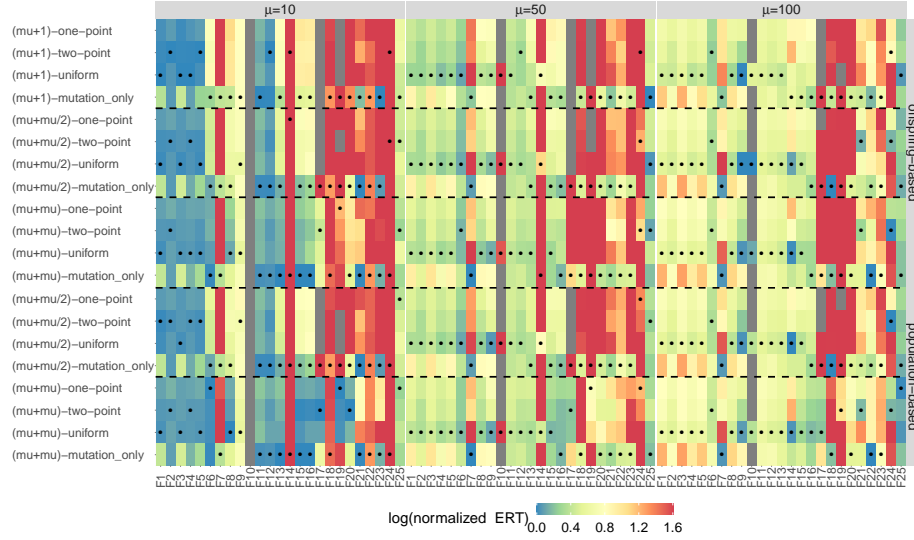 μ=10 μ=50 μ=100
(mu+1)−one−point
(mu+1)−two−point
(mu+1)−uniform
(mu+1)−mutation_only
(mu+mu/2)−one−point
(mu+mu/2)−two−point
(mu+mu/2)−uniform
(mu+mu/2)−mutation_only
(mu+mu)−one−point
(mu+mu)−two−point
(mu+mu)−uniform
(mu+mu)−mutation_only
(mu+mu/2)−one−point
(mu+mu/2)−two−point
(mu+mu/2)−uniform
(mu+mu/2)−mutation_only
(mu+mu)−one−point
(mu+mu)−two−point
(mu+mu)−uniform
(mu+mu)−mutation_only
offspring−based
population−based
F1 F2 F3 F4 F5 F6 F7 F8 F9 F10 F11 F12 F13 F14 F15 F16 F17 F18 F19 F20 F21 F22 F23 F24 F25 F1 F2 F3 F4 F5 F6 F7 F8 F9 F10 F11 F12 F13 F14 F15 F16 F17 F18 F19 F20 F21 F22 F23 F24 F25 F1 F2 F3 F4 F5 F6 F7 F8 F9 F10 F11 F12 F13 F14 F15 F16 F17 F18 F19 F20 F21 F22 F23 F24 F25
log(normalized ERT)
0.0 0.4 0.8 1.2 1.6